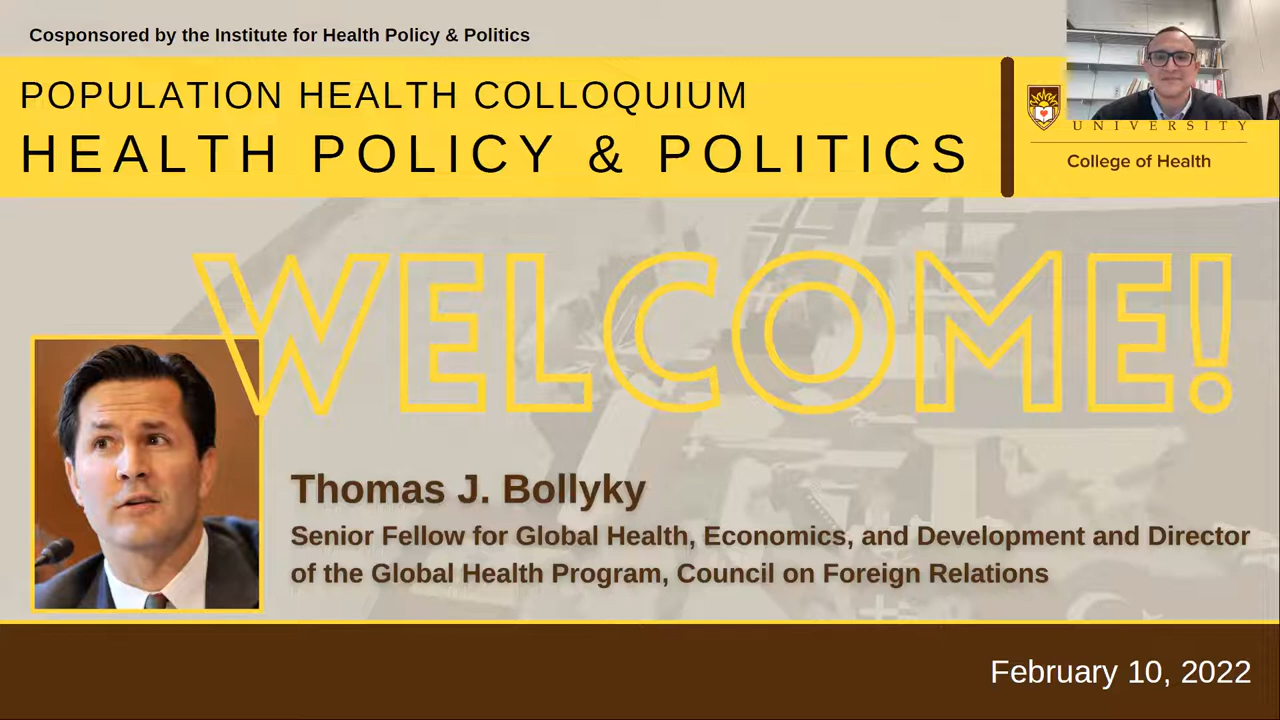 Cosponsored by the Institute for Health Policy & Politics
POPULATION HEALTH COLLOQUIUM
HEALTH POLICY & POLITICS
UNIVERSITY
College of Health
WELCOME!
Thomas J. Bollyky
Senior Fellow for Global Health, Economics, and Development and Director
of the Global Health Program, Council on Foreign Relations
February 10, 2022